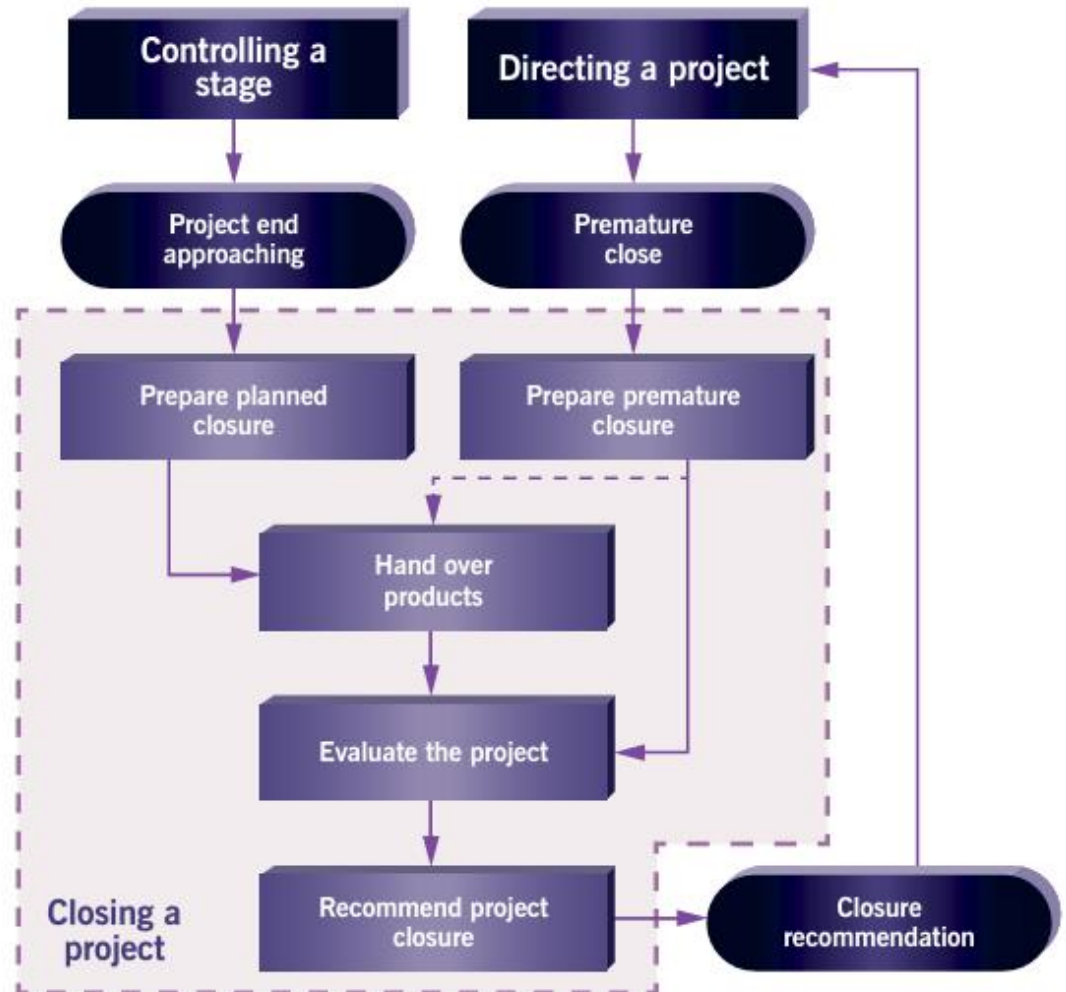 Controlling a
stage
Directing a project
Project end
approaching
Premature
close
Prepare planned
closure
Prepare premature
closure
Hand over
products
Evaluate the project
Recommend project
closure
Closing a
project
Closure
recommendation